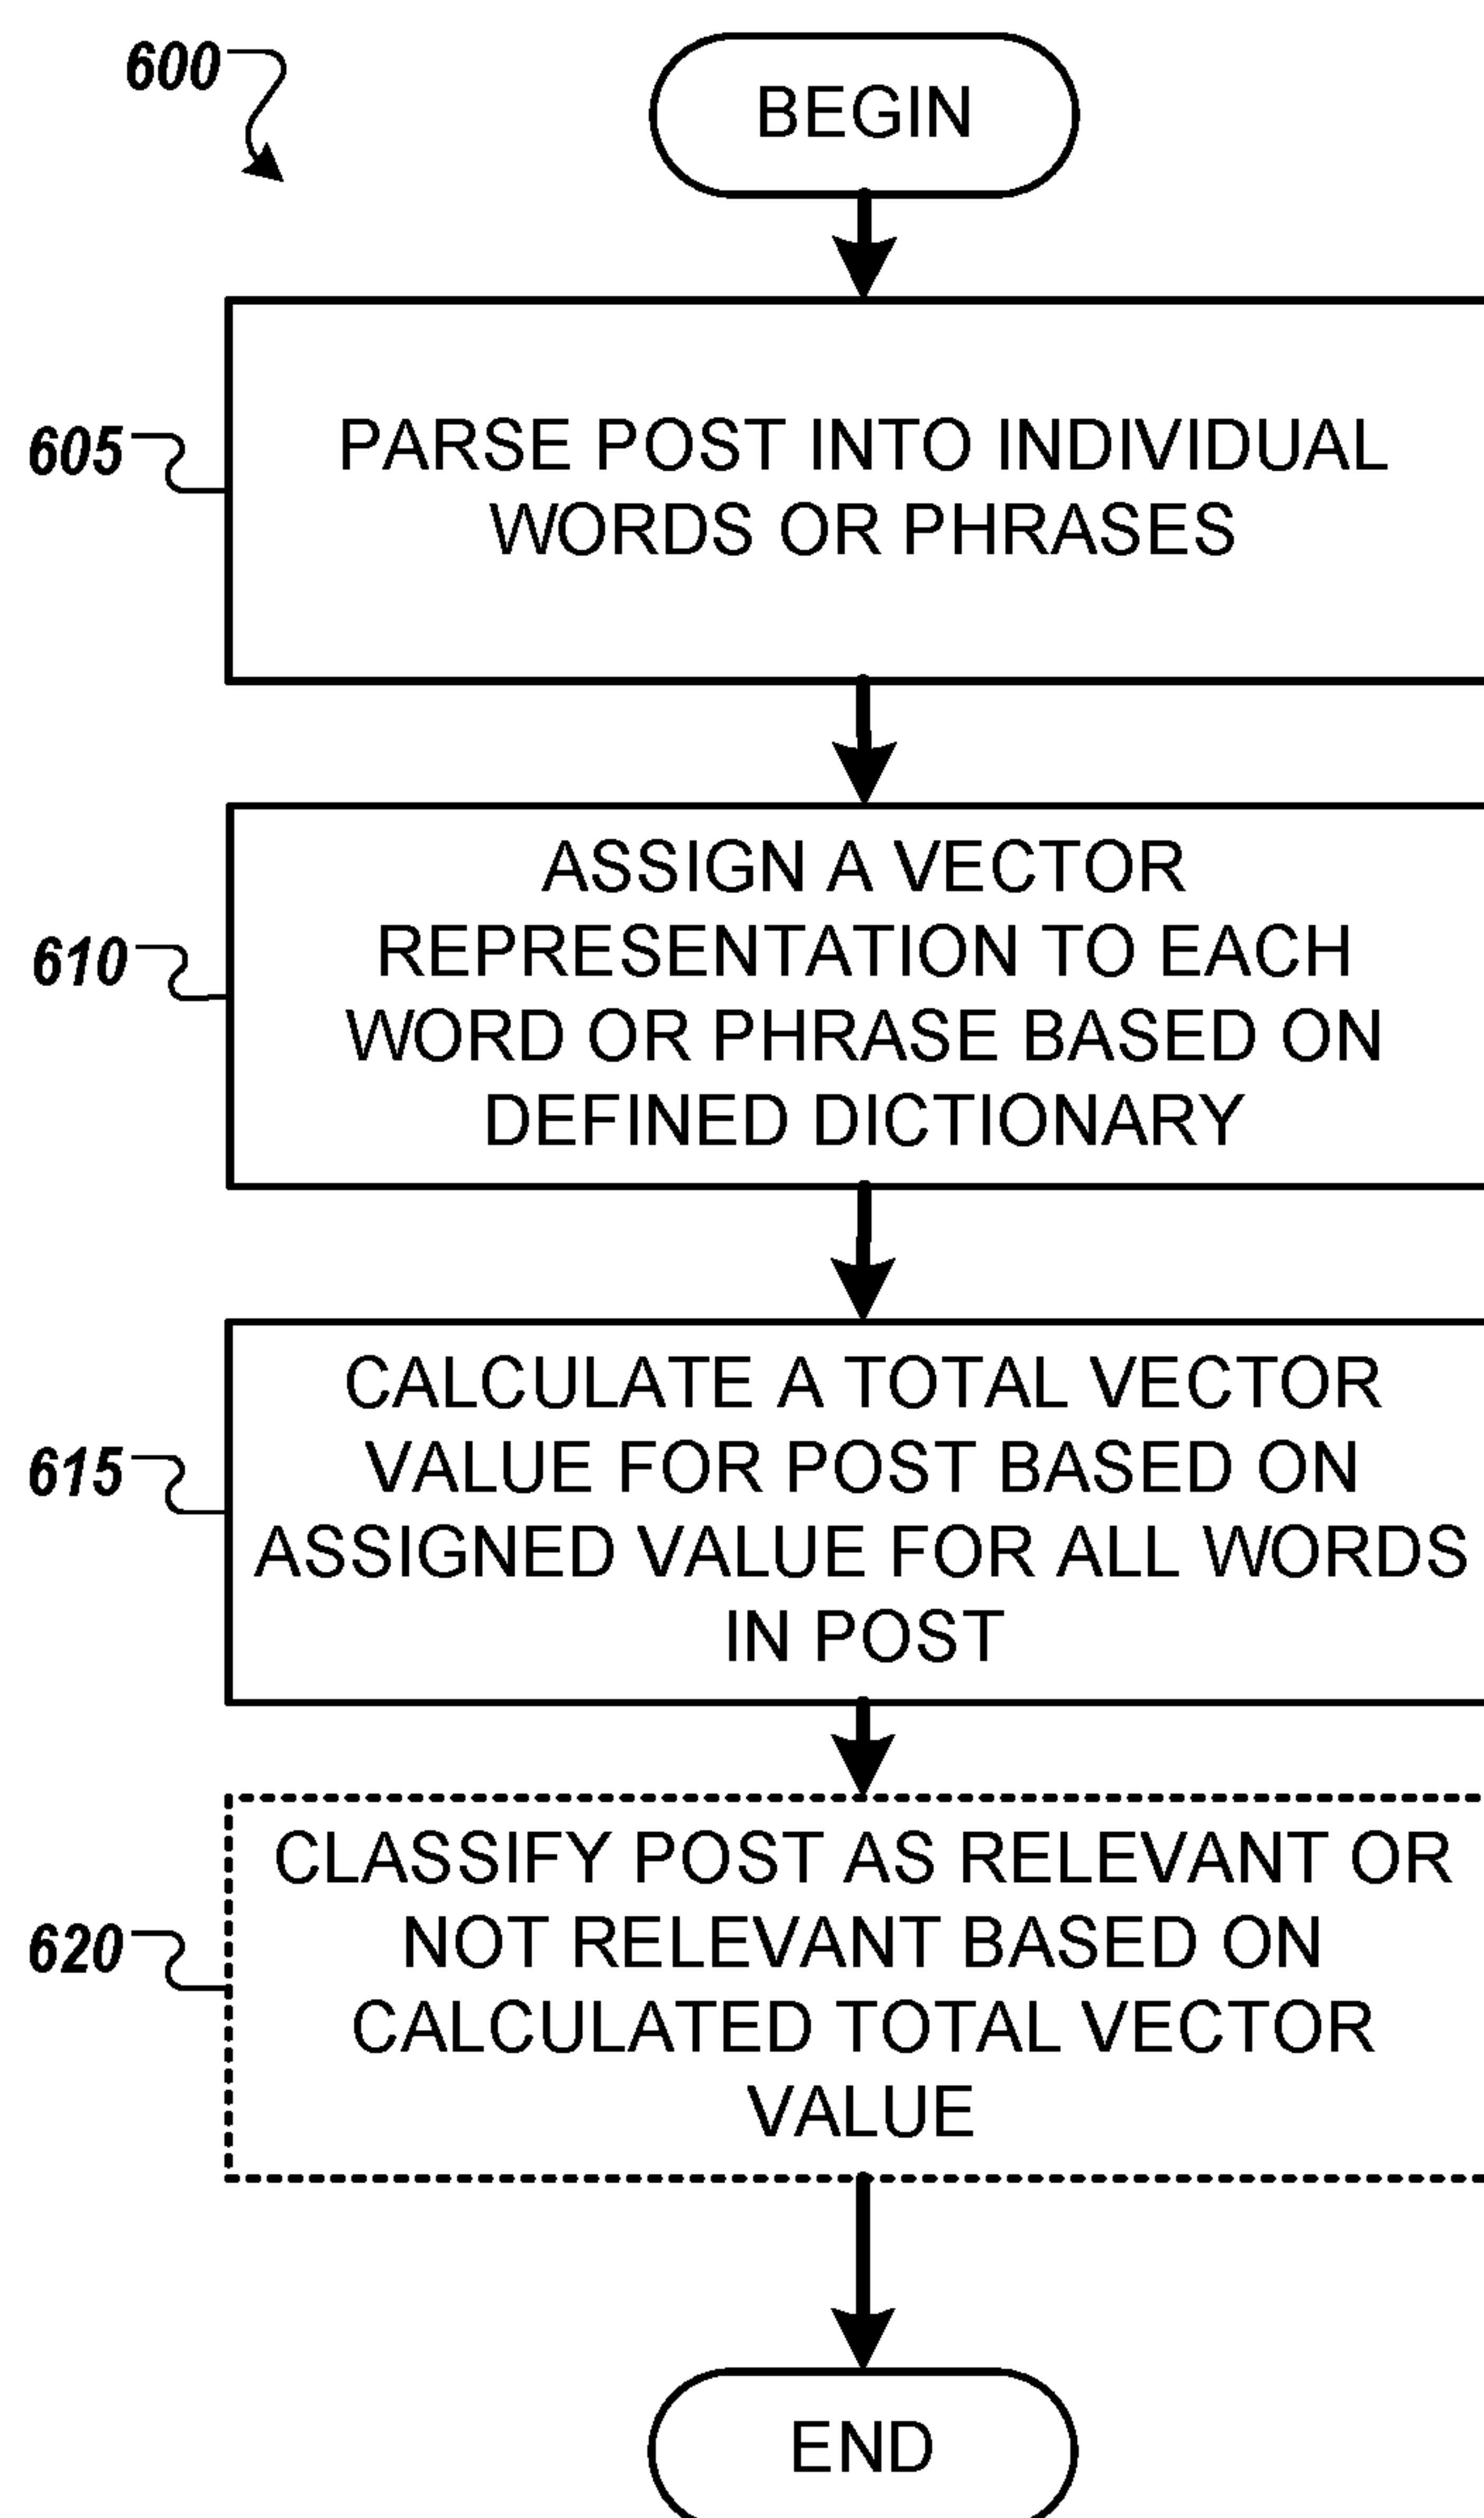 600
BEGIN
605
PARSE POST INTO INDIVIDUAL
WORDS OR PHRASES
610
ASSIGN A VECTOR
REPRESENTATION TO EACH
WORD OR PHRASE BASED ON
DEFINED DICTIONARY
615
CALCULATE A TOTAL VECTOR
VALUE FOR POST BASED ON
ASSIGNED VALUE FOR ALL WORDS
IN POST
620
CLASSIFY POST AS RELEVANT OR
NOT RELEVANT BASED ON
CALCULATED TOTAL VECTOR
VALUE
END